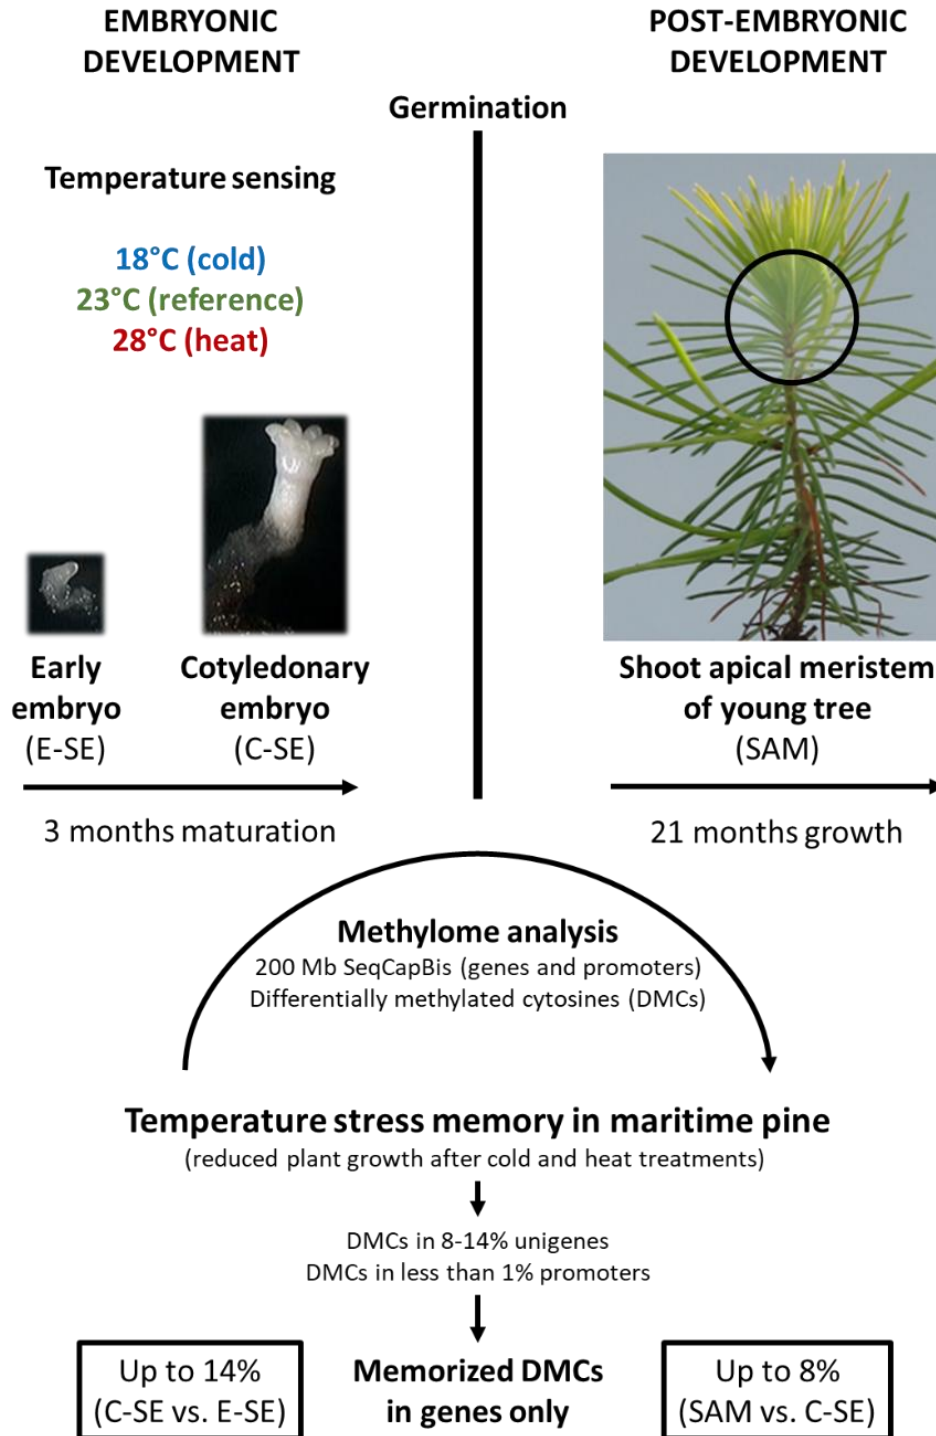 EMBRYONIC
DEVELOPMENT
POST-EMBRYONIC
DEVELOPMENT
Germination
Temperature sensing
18°C (cold)
23°C (reference)
28°C (heat)
Early
embryo
(E-SE)
Cotyledonary
embryo
(C-SE)
Shoot apical meristem
of young tree
(SAM)
3 months maturation
21 months growth
Methylome analysis
200 Mb SeqCapBis (genes and promoters)
Differentially methylated cytosines (DMCs)
Temperature stress memory in maritime pine
(reduced plant growth after cold and heat treatments)
DMCs in 8-14% unigenes
DMCs in less than 1% promoters
Up to 14%
(C-SE vs. E-SE)
Memorized DMCs
in genes only
Up to 8%
(SAM vs. C-SE)